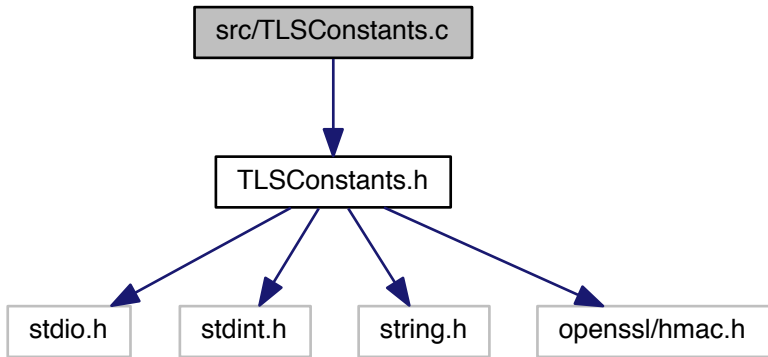 src/TLSConstants.c
TLSConstants.h
stdio.h
stdint.h
string.h
openssl/hmac.h